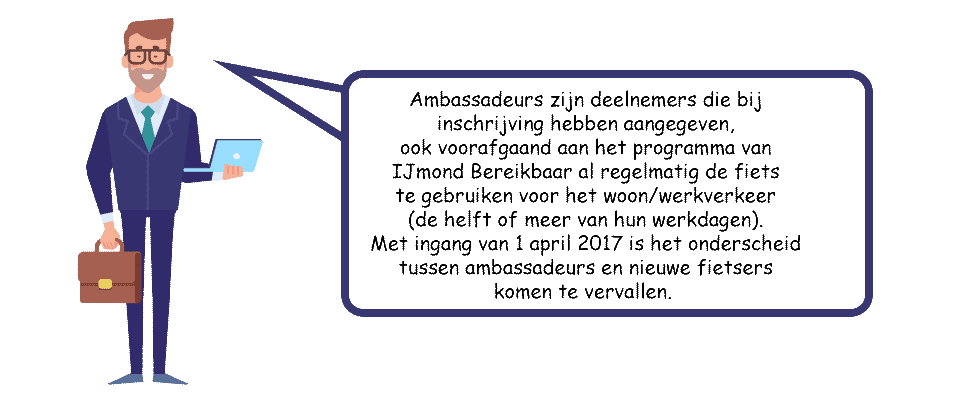 Ambassadeurs zijn deelnemers die bij
inschrijving hebben aangegeven,
ook voorafgaand aan het programma van
IJmond Bereikbaar al regelmatig de fiets
te gebruiken voor het woon/werkverkeer
(de helft of meer van hun werkdagen).
Met ingang van 1 april 2017 is het onderscheid
tussen ambassadeurs en nieuwe fietsers
komen te vervallen.